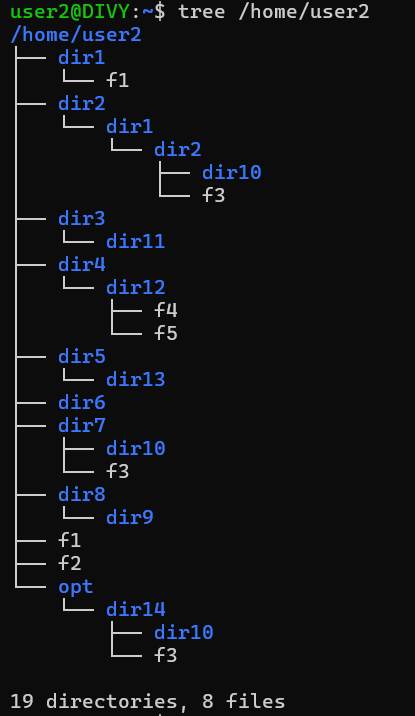 user2@DIVY:~$ tree /home/user2
/home/user2
├── dir1
│   └── f1
├── dir2
│   └── dir1
│       └── dir2
│           ├── dir10
│           └── f3
├── dir3
│   └── dir11
├── dir4
│   └── dir12
│       ├── f4
│       └── f5
├── dir5
│   └── dir13
├── dir6
├── dir7
│   ├── dir10
│   └── f3
├── dir8
│   └── dir9
├── f1
├── f2
└── opt
    └── dir14
        ├── dir10
        └── f3
19 directories, 8 files